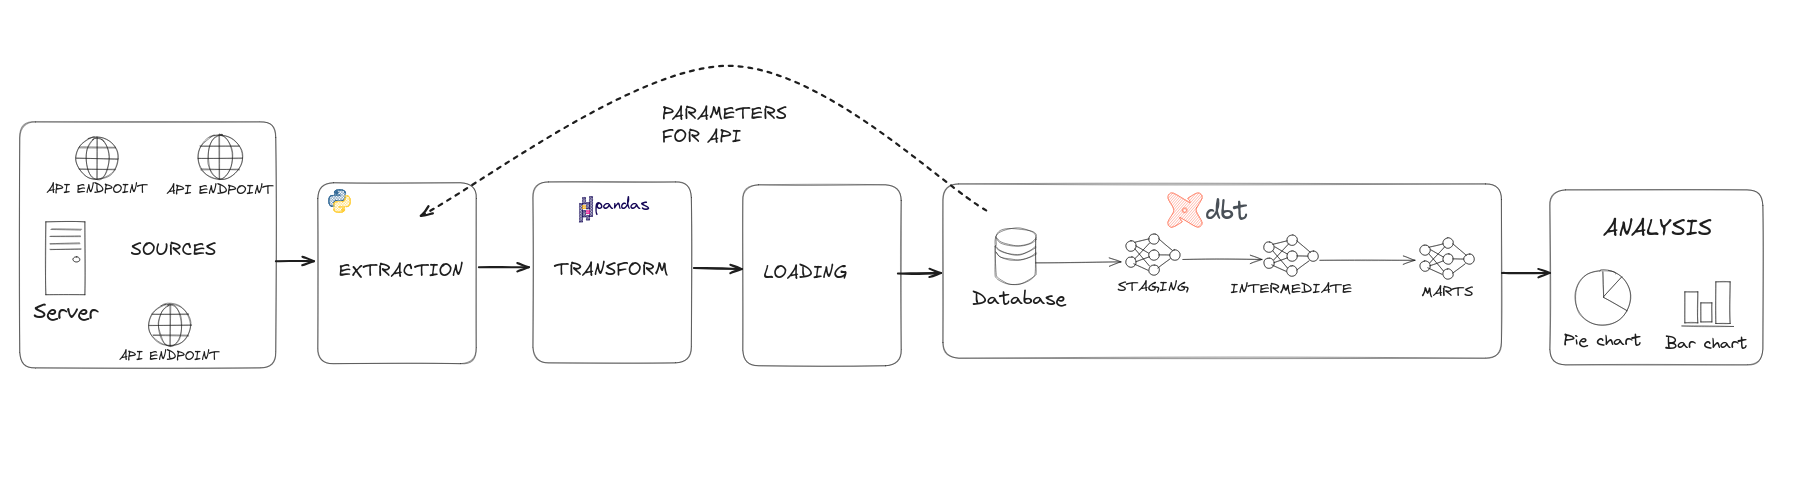 PARAMETERS
FOR API
API ENDPOINT
API ENDPOINT
SOURCES
Server
API ENDPOINT
EXTRACTION
pandas
TRANSFORM
LOADING
dbt
Database
STAGING
INTERMEDIATE
MARTS
ANALYSIS
Pie chart
Bar chart